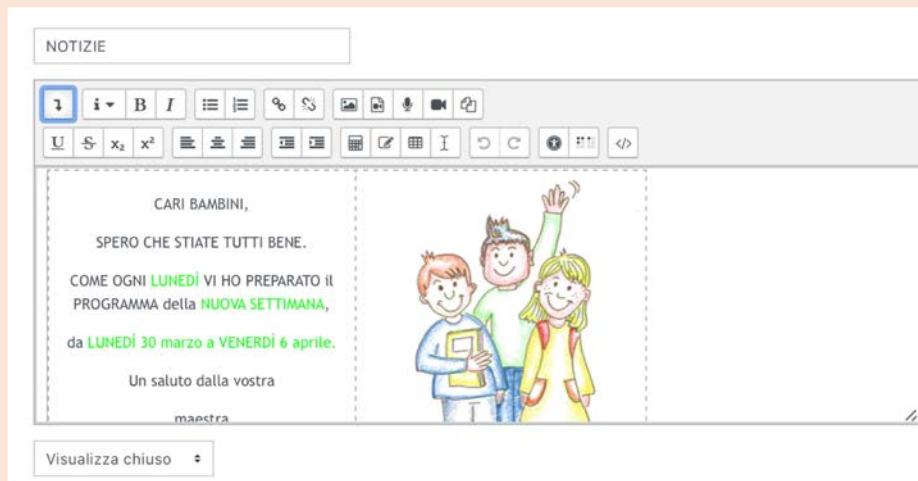 NOTIZIE
CARI BAMBINI,
SPERO CHE STIATE TUTTI BENE.
COME OGNI LUNEDÌ VI HO PREPARATO il
PROGRAMMA della NUOVA SETTIMANA,
da LUNEDÌ 30 marzo a VENERDÌ 6 aprile.
Un saluto dalla vostra
maestra
Visualizza chiuso